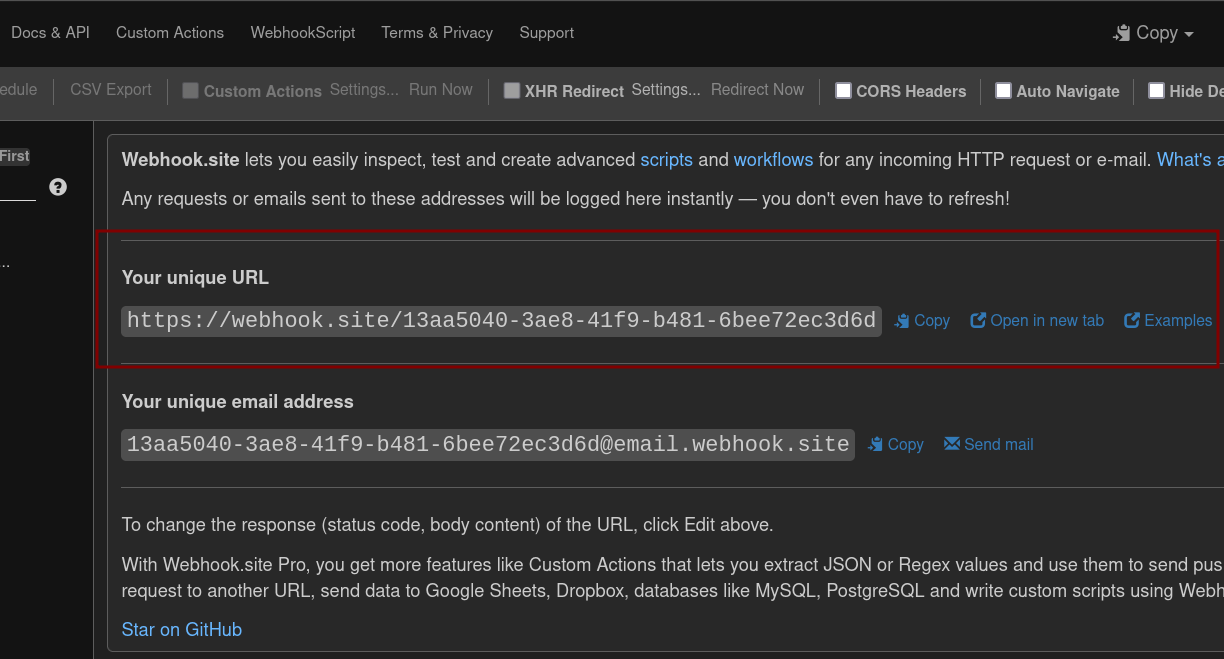 Docs & API Custom Actions WebhookScript Terms & Privacy Support Copy
edule CSV Export Custom Actions Settings... Run Now XHR Redirect Settings... Redirect Now CORS Headers Auto Navigate Hide De
First
?
...
Webhook.site lets you easily inspect, test and create advanced scripts and workflows for any incoming HTTP request or e-mail. What's a
Any requests or emails sent to these addresses will be logged here instantly — you don't even have to refresh!
Your unique URL
https://webhook.site/13aa5040-3ae8-41f9-b481-6bee72ec3d6d Copy Open in new tab Examples
Your unique email address
13aa5040-3ae8-41f9-b481-6bee72ec3d6d@email.webhook.site Copy Send mail
To change the response (status code, body content) of the URL, click Edit above.
With Webhook.site Pro, you get more features like Custom Actions that lets you extract JSON or Regex values and use them to send pus
request to another URL, send data to Google Sheets, Dropbox, databases like MySQL, PostgreSQL and write custom scripts using Webh
Star on GitHub